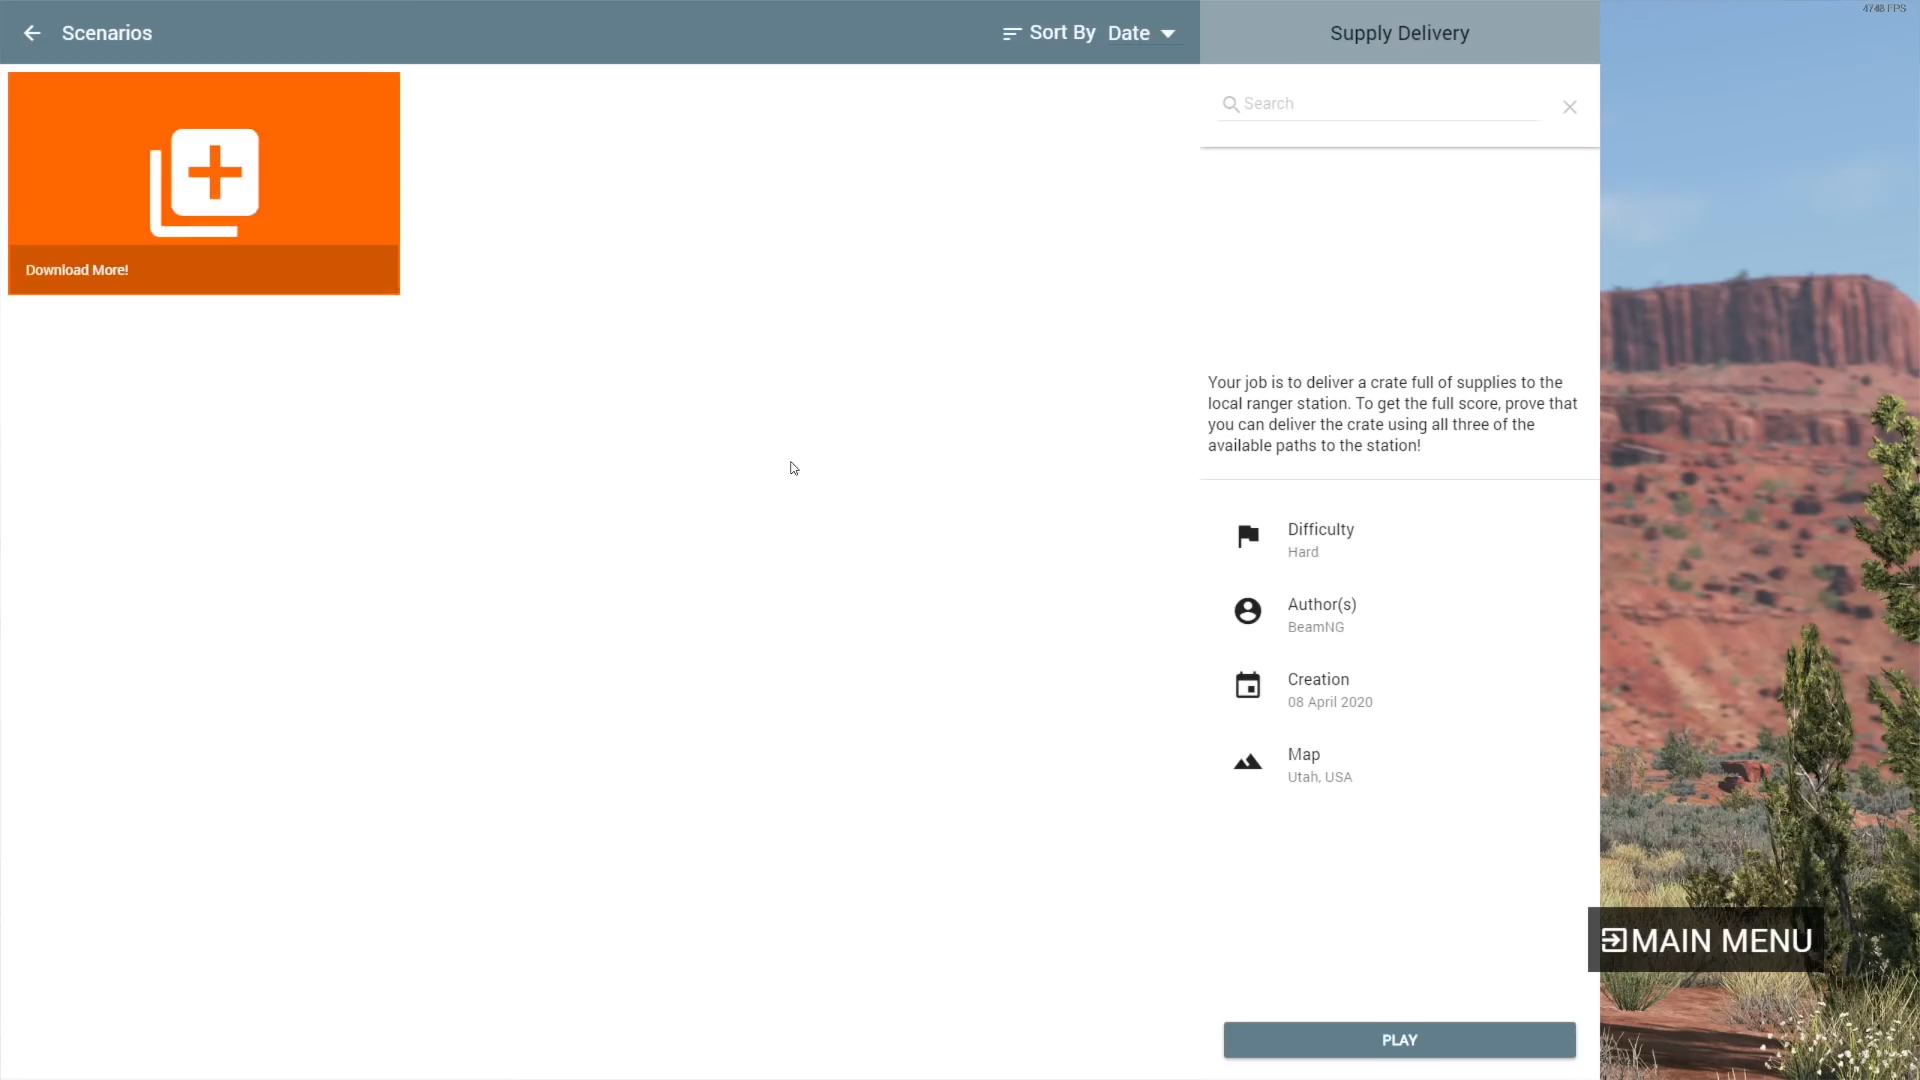 Scenarios
Sort By Date
Supply Delivery
4748 FPS
Search
Download More!
Your job is to deliver a crate full of supplies to the
local ranger station. To get the full score, prove that
you can deliver the crate using all three of the
available paths to the station!
Difficulty
Hard
Author(s)
BeamNG
Creation
08 April 2020
Map
Utah, USA
MAIN MENU
PLAY